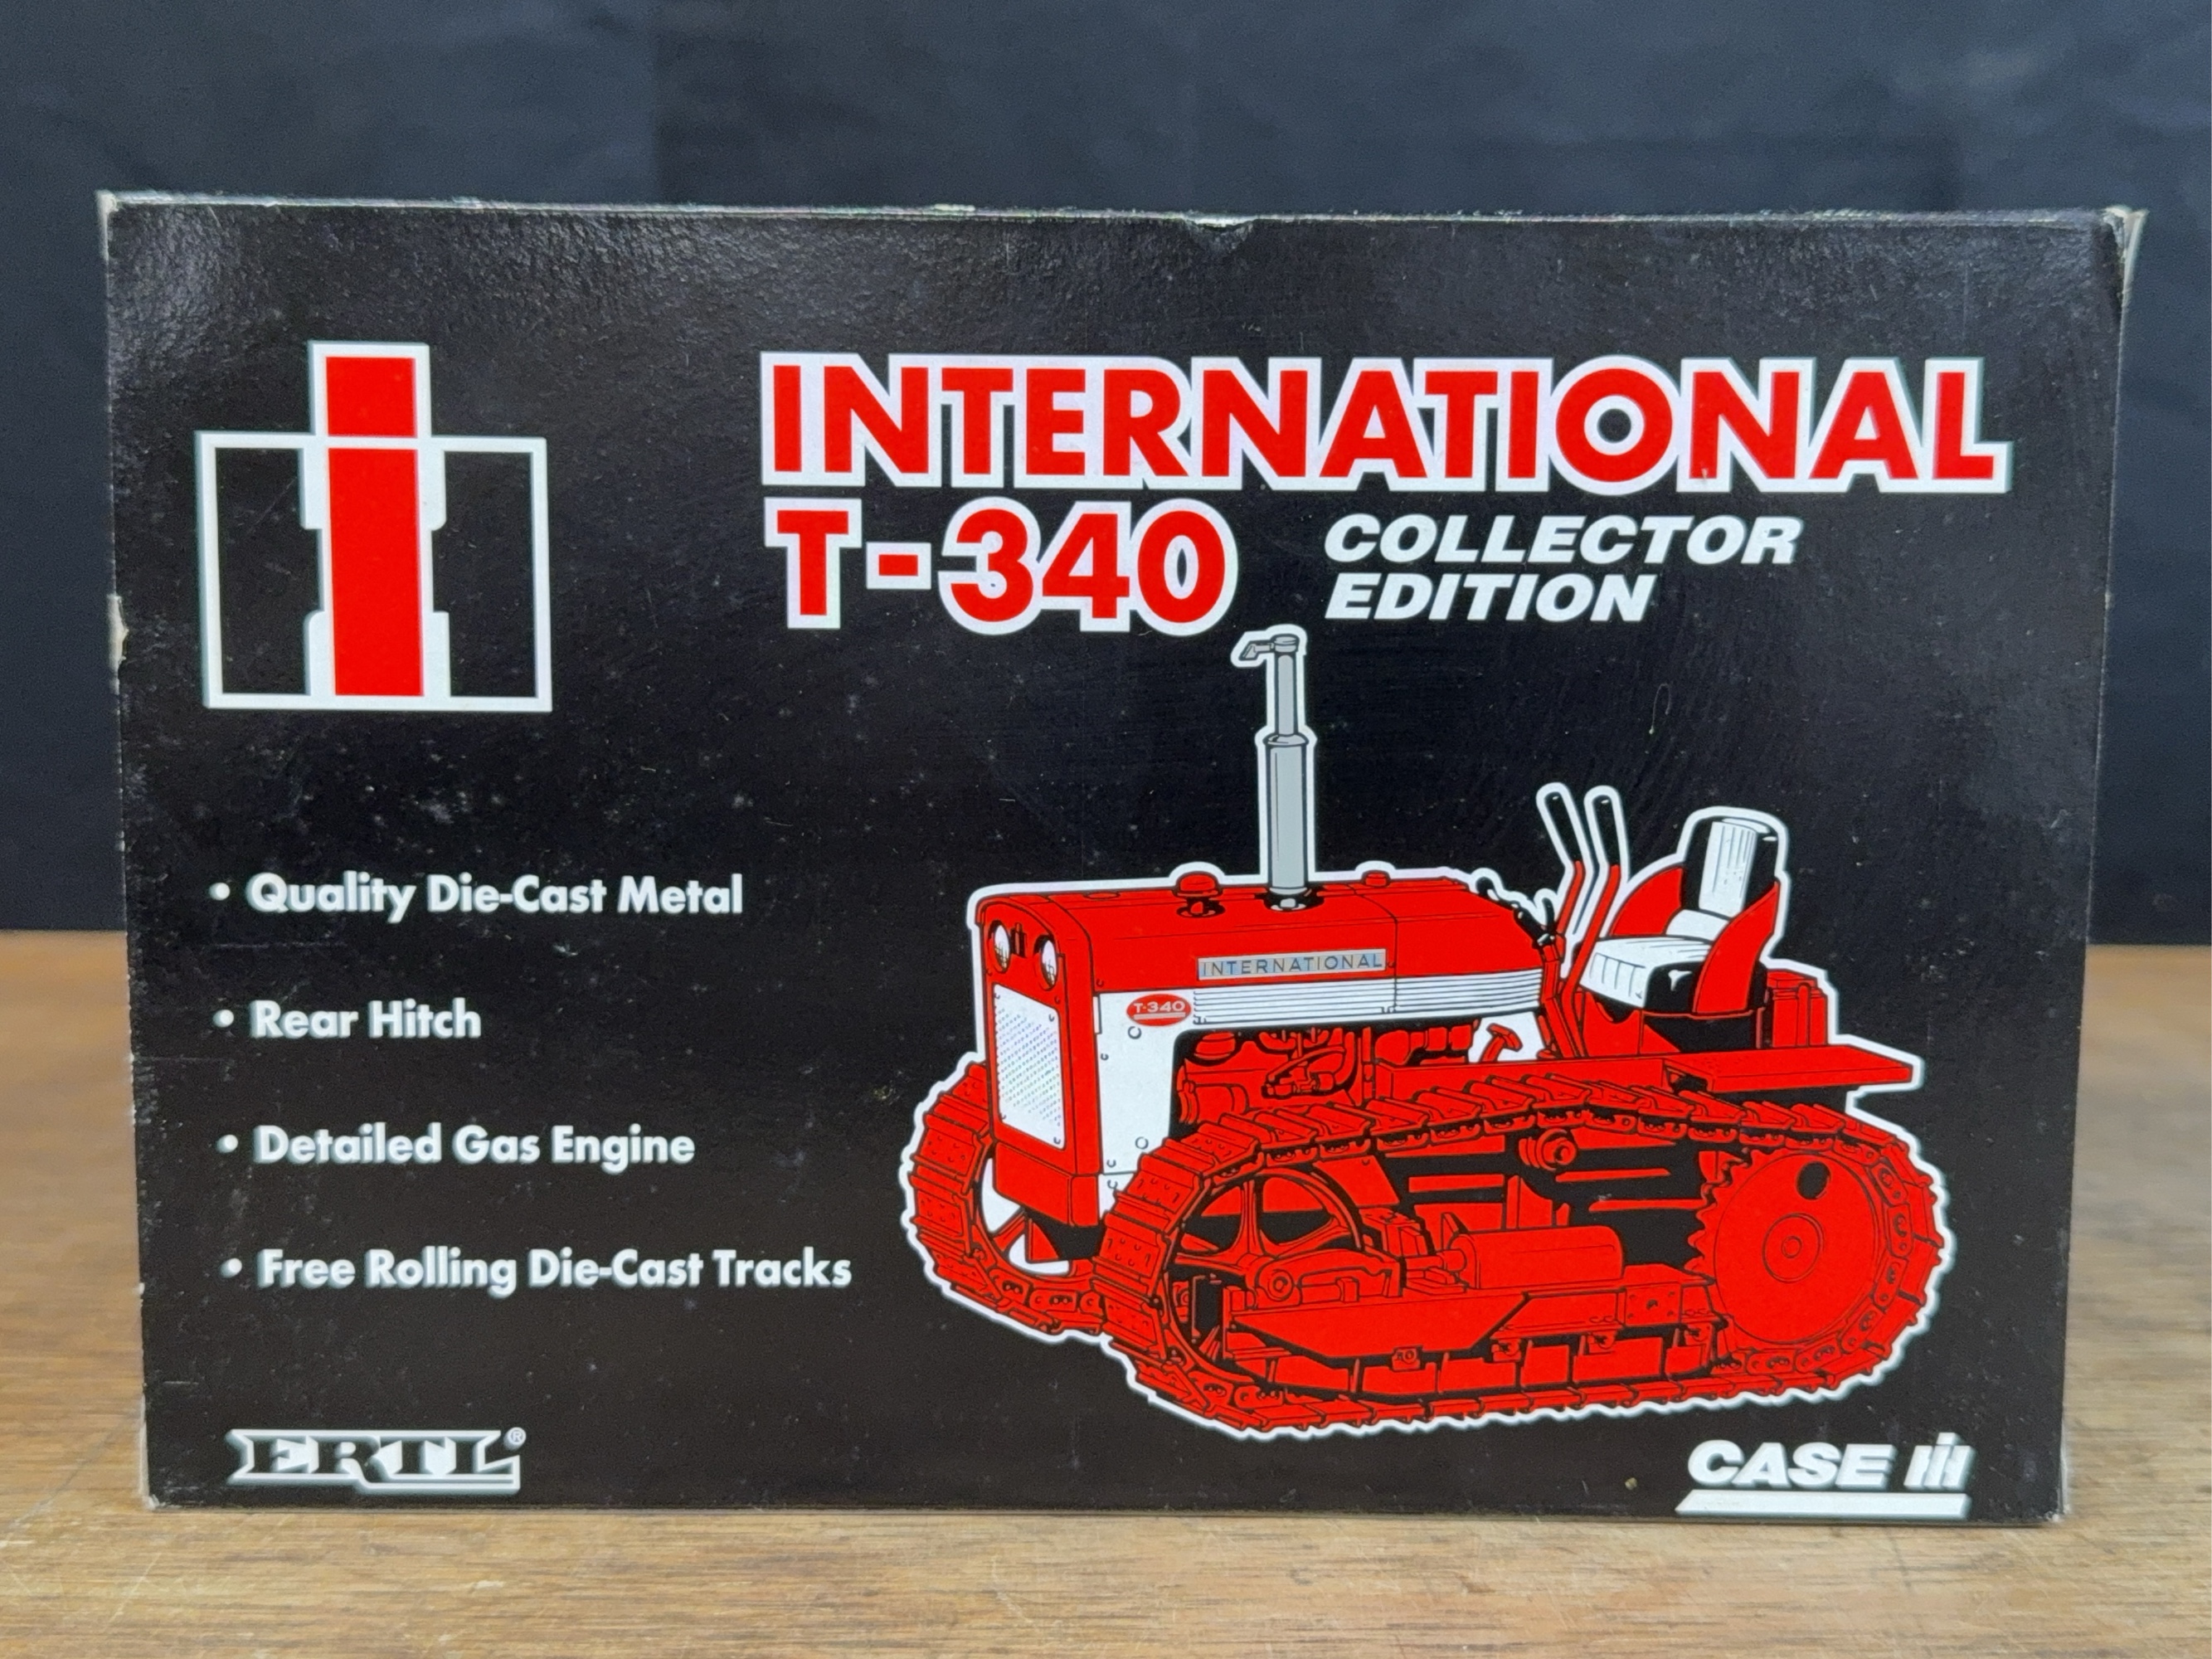 INTERNATIONAL
T-340 COLLECTOR
EDITION
• Quality Die-Cast Metal
• Rear Hitch
• Detailed Gas Engine
• Free Rolling Die-Cast Tracks
INTERNATIONAL
T-340
ERTL®
CASE IH